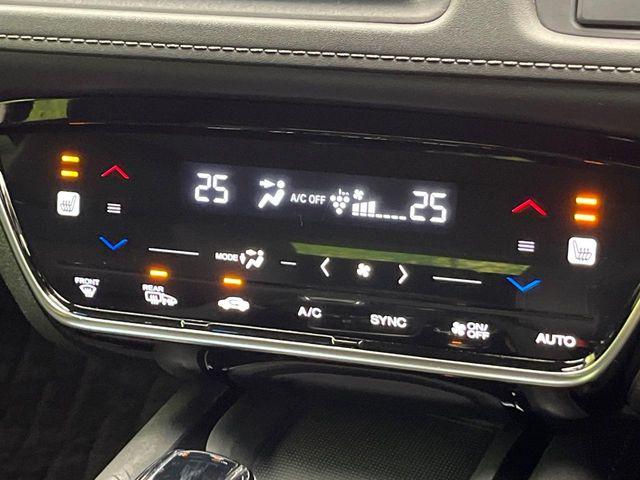 25 A/C OFF 25
MODE
FRONT
REAR
A/C SYNC ON/OFF AUTO